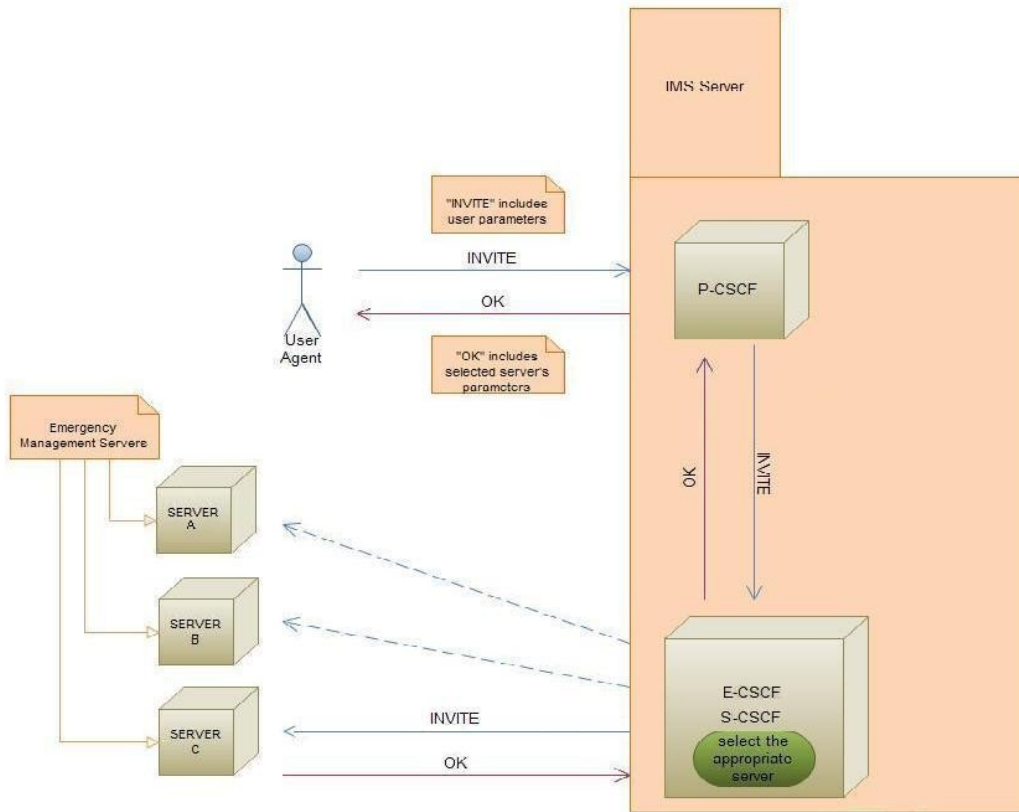 IMS Server
"INVITE" includes
user parameters
INVITE
P-CSCF
OK
User
Agent
"OK" includes
selected server's
parameters
Emergency
Management Servers
OK
INVITE
SERVER
A
SERVER
B
E-CSCF
S-CSCF
select the
appropriate
server
INVITE
SERVER
C
OK